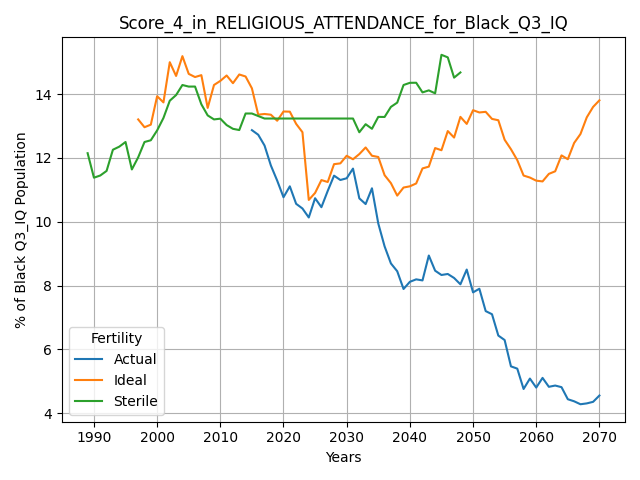 Score_4_in_RELIGIOUS_ATTENDANCE_for_Black_Q3_IQ
% of Black Q3_IQ Population
14
12
10
8
6
4
Fertility
Actual
Ideal
Sterile
1990 2000 2010 2020 2030 2040 2050 2060 2070
Years